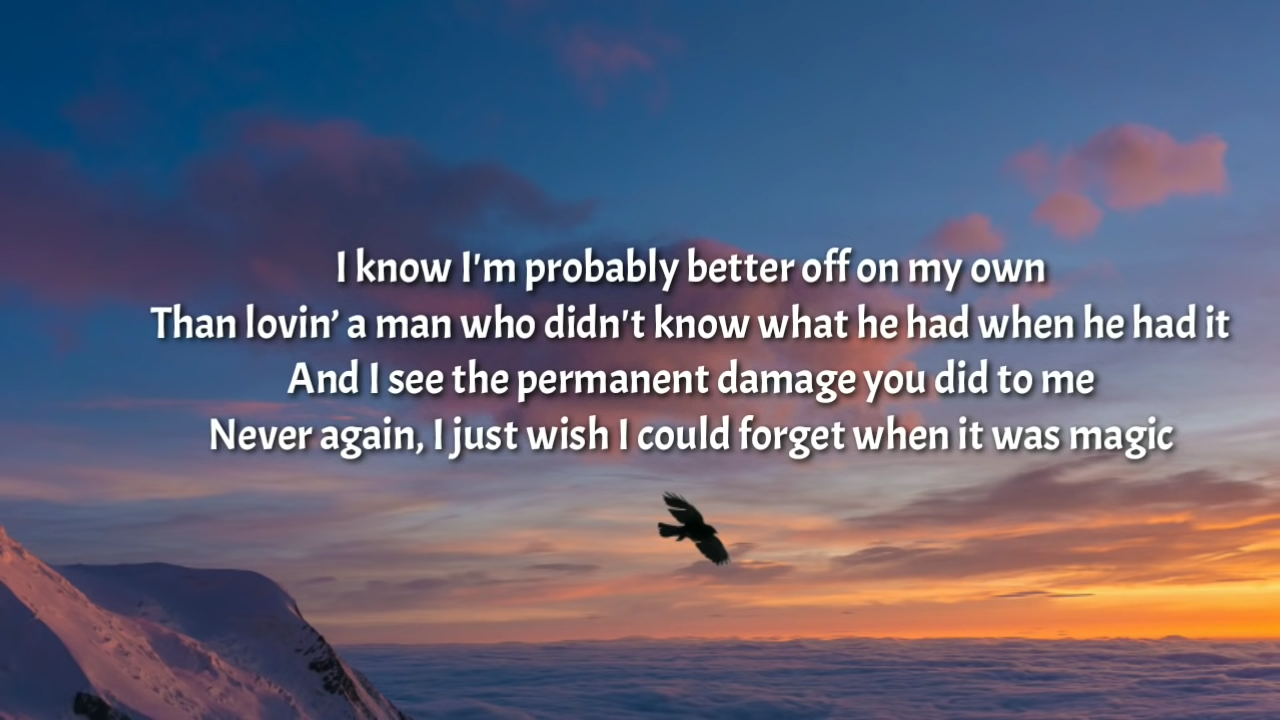 I know I'm probably better off on my own
Than lovin’ a man who didn't know what he had when he had it
And I see the permanent damage you did to me
Never again, I just wish I could forget when it was magic